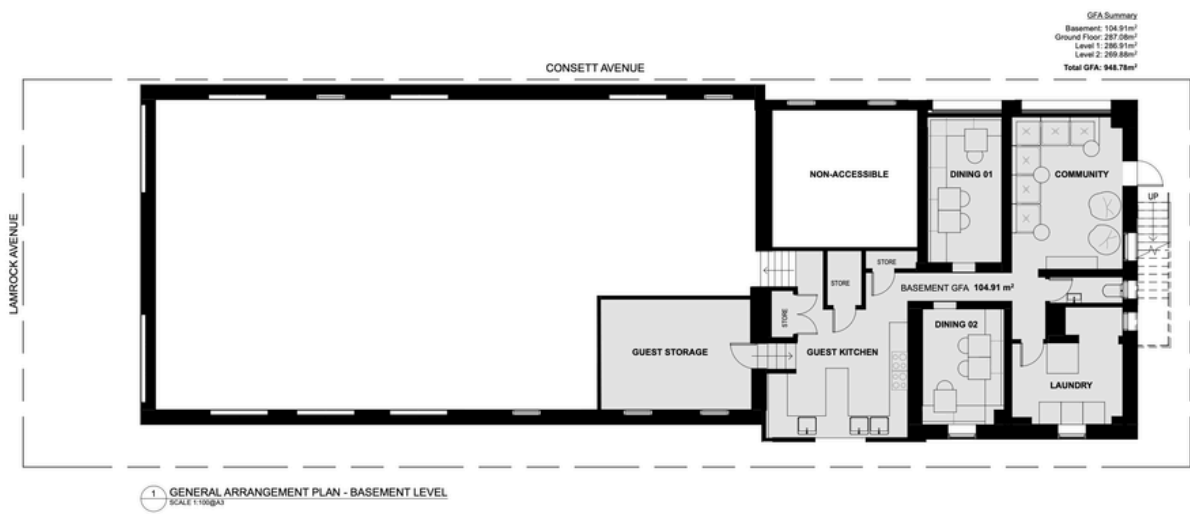 GFA Summary
Basement: 104.91m²
Ground Floor: 287.08m²
Level 1: 286.91m²
Level 2: 269.88m²
Total GFA: 948.78m²
CONSETT AVENUE
LAMROCK AVENUE
NON-ACCESSIBLE
DINING 01
COMMUNITY
UP
STORE
STORE
STORE
BASEMENT GFA 104.91 m²
DINING 02
GUEST STORAGE
GUEST KITCHEN
LAUNDRY
1 GENERAL ARRANGEMENT PLAN - BASEMENT LEVEL
SCALE 1:100@A3